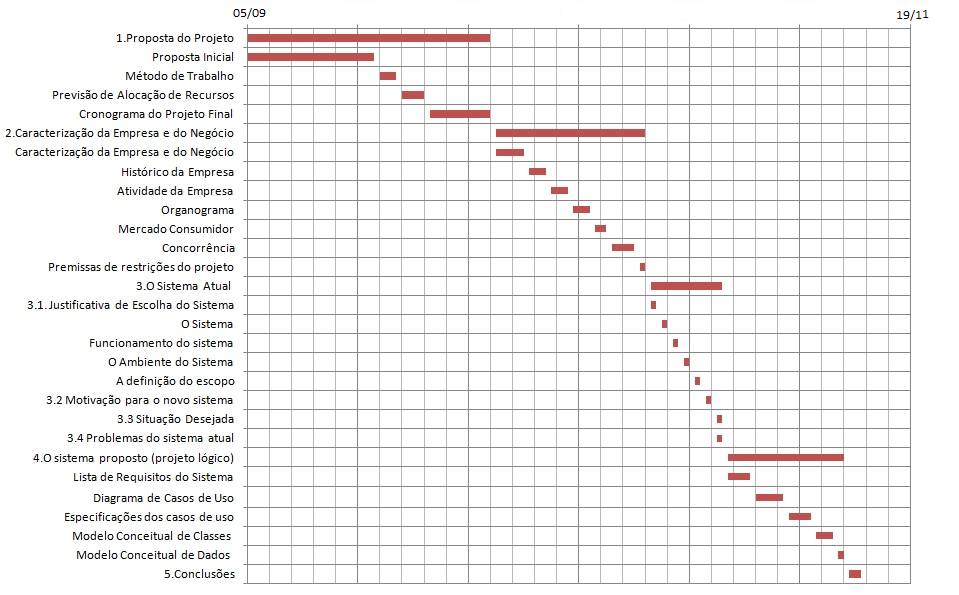 05/09
19/11
1.Proposta do Projeto
Proposta Inicial
Método de Trabalho
Previsão de Alocação de Recursos
Cronograma do Projeto Final
2.Caracterização da Empresa e do Negócio
Caracterização da Empresa e do Negócio
Histórico da Empresa
Atividade da Empresa
Organograma
Mercado Consumidor
Concorrência
Premissas de restrições do projeto
3.O Sistema Atual
3.1. Justificativa de Escolha do Sistema
O Sistema
Funcionamento do sistema
O Ambiente do Sistema
A definição do escopo
3.2 Motivação para o novo sistema
3.3 Situação Desejada
3.4 Problemas do sistema atual
4.O sistema proposto (projeto lógico)
Lista de Requisitos do Sistema
Diagrama de Casos de Uso
Especificações dos casos de uso
Modelo Conceitual de Classes
Modelo Conceitual de Dados
5.Conclusões